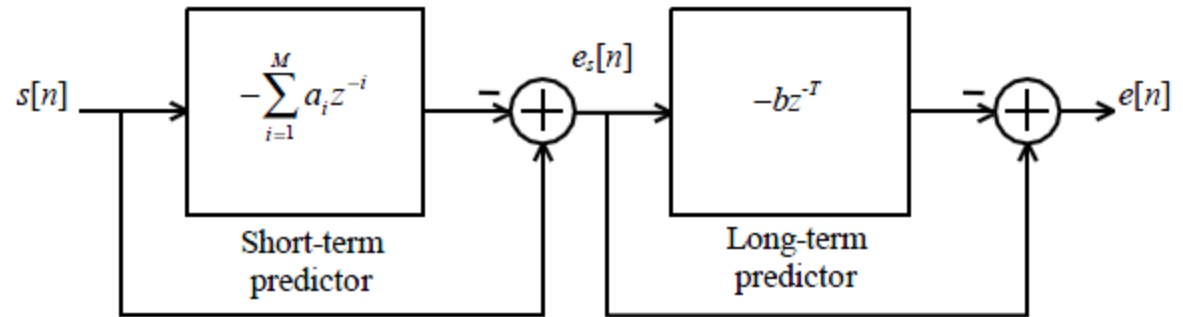 s[n]
−∑_{i=1}^{M} a_i z^{−i}
−
e_s[n]
−bz^{-T}
−
e[n]
Short-term
predictor
Long-term
predictor